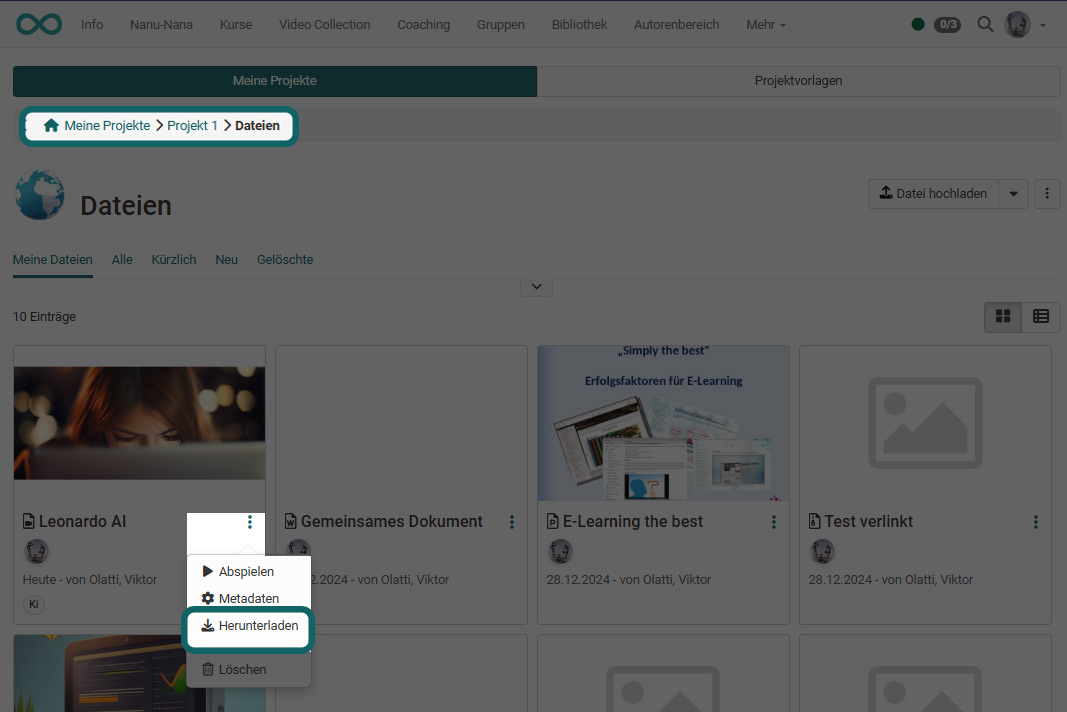 Info Nanu-Nana Kurse Video Collection Coaching Gruppen Bibliothek Autorenbereich Mehr 0/3
Meine Projekte Projektvorlagen
Meine Projekte Projekt 1 Dateien
Dateien
Datei hochladen
Meine Dateien Alle Kürzlich Neu Gelöschte
10 Einträge
„Simply the best“
Erfolgsfaktoren für E-Learning
Leonardo AI
Gemeinsames Dokument
E-Learning the best
Test verlinkt
Heute - von Olatti, Viktor
2.2024 - von Olatti, Viktor
28.12.2024 - von Olatti, Viktor
28.12.2024 - von Olatti, Viktor
Ki
Abspielen
Metadaten
Herunterladen
Löschen